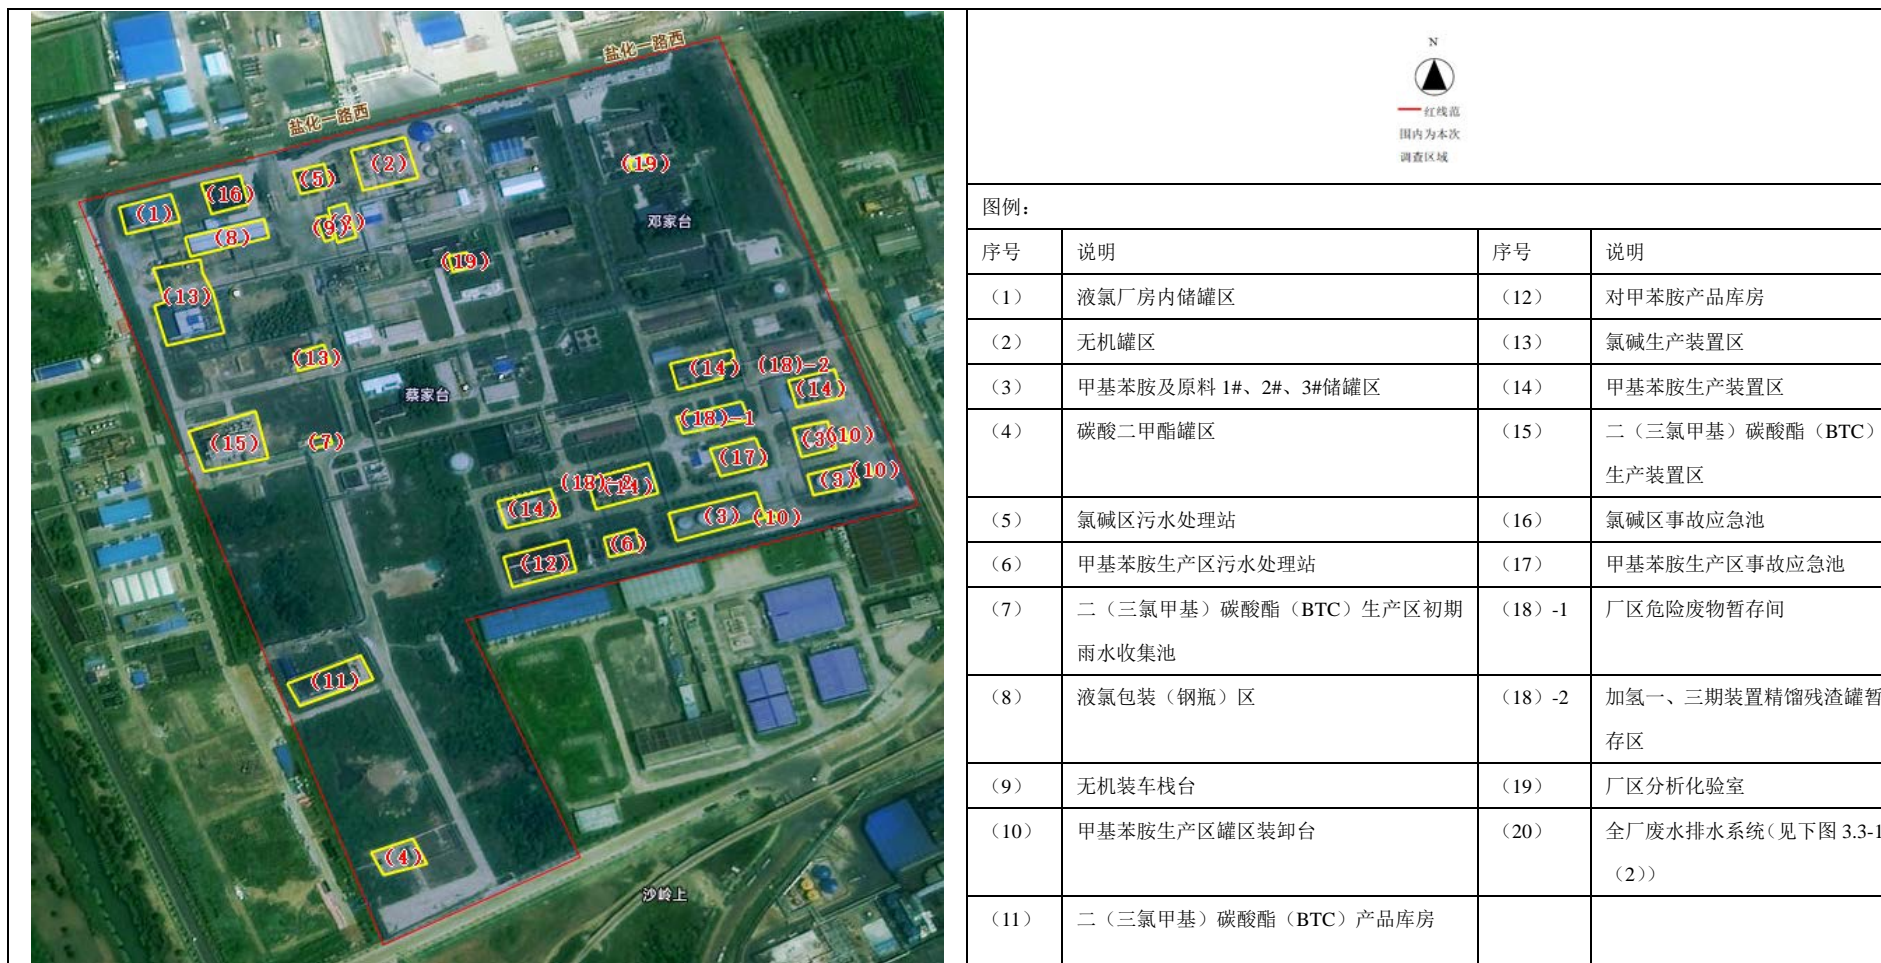 盐化一路西
盐化一路西
(2)
(19)
(5)
(16)
(1)
(9)
邓家台
(8)
(19)
(13)
(13)
(14)
(18)-2
(14)
蔡家台
(18)-1
(15)
(7)
(3)
(10)
(17)
(10)
(3)
(18)-2
(14)
(14)
(3)
(10)
(6)
(12)
(11)
(4)
沙岭上
N
红线范
围内为本次
调查区域
图例：
序号 说明 序号 说明
（1） 液氯厂房内储罐区 （12） 对甲苯胺产品库房
（2） 无机罐区 （13） 氯碱生产装置区
（3） 甲基苯胺及原料 1#、2#、3#储罐区 （14） 甲基苯胺生产装置区
（4） 碳酸二甲酯罐区 （15） 二（三氯甲基）碳酸酯（BTC）
生产装置区
（5） 氯碱区污水处理站 （16） 氯碱区事故应急池
（6） 甲基苯胺生产区污水处理站 （17） 甲基苯胺生产区事故应急池
（7） 二（三氯甲基）碳酸酯（BTC）生产区初期 （18）-1 厂区危险废物暂存间
雨水收集池
（8） 液氯包装（钢瓶）区 （18）-2 加氢一、三期装置精馏残渣罐暂
存区
（9） 无机装车栈台 （19） 厂区分析化验室
（10） 甲基苯胺生产区罐区装卸台 （20） 全厂废水排水系统（见下图 3.3-1
（2））
（11） 二（三氯甲基）碳酸酯（BTC）产品库房